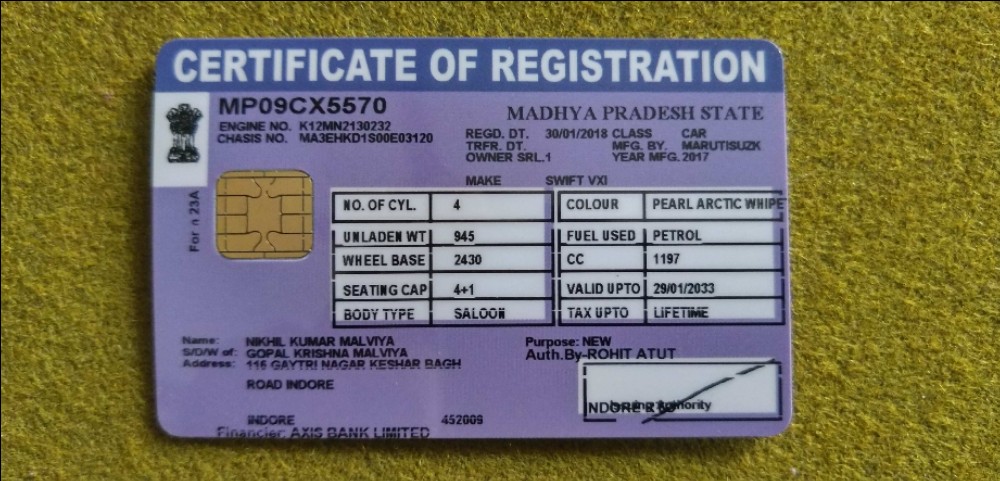 CERTIFICATE OF REGISTRATION
MP09CX5570
MADHYA PRADESH STATE
ENGINE NO. K12MN2130232
CHASIS NO. MA3EHKD1S00E03120
REGD. DT. 30/01/2018 CLASS CAR
TRFR. DT. MFG. BY. MARUTISUZK
OWNER SRL.1 YEAR MFG. 2017
MAKE SWIFT VXI
Form 23A
NO. OF CYL. 4 COLOUR PEARL ARCTIC WHIPE
UNLADEN WT 945 FUEL USED PETROL
WHEEL BASE 2430 CC 1197
SEATING CAP 4+1 VALID UPTO 29/01/2033
BODY TYPE SALOON TAX UPTO LIFETIME
Name: NIKHIL KUMAR MALVIYA
S/D/W of: GOPAL KRISHNA MALVIYA
Address: 116 GAYTRI NAGAR KESHAR BAGH
ROAD INDORE
INDORE 452009
Financier: AXIS BANK LIMITED
Purpose: NEW
Auth.By-ROHIT ATUT
INDORE
Issuing Authority